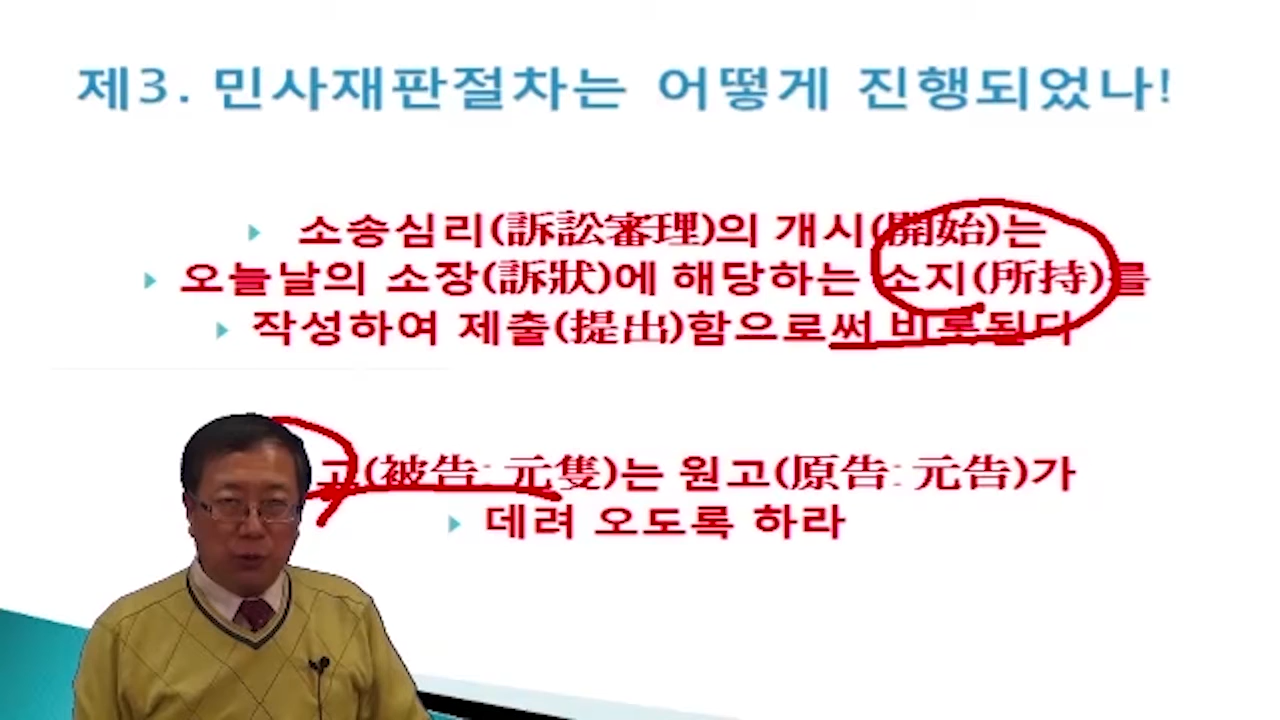 제3. 민사재판절차는 어떻게 진행되었나!
소송심리(訴訟審理)의 개시(開始)는
오늘날의 소장(訴狀)에 해당하는 소지(所持)를
작성하여 제출(提出)함으로써 비롯된다
고(被告: 元隻)는 원고(原告: 元告)가
데려 오도록 하라